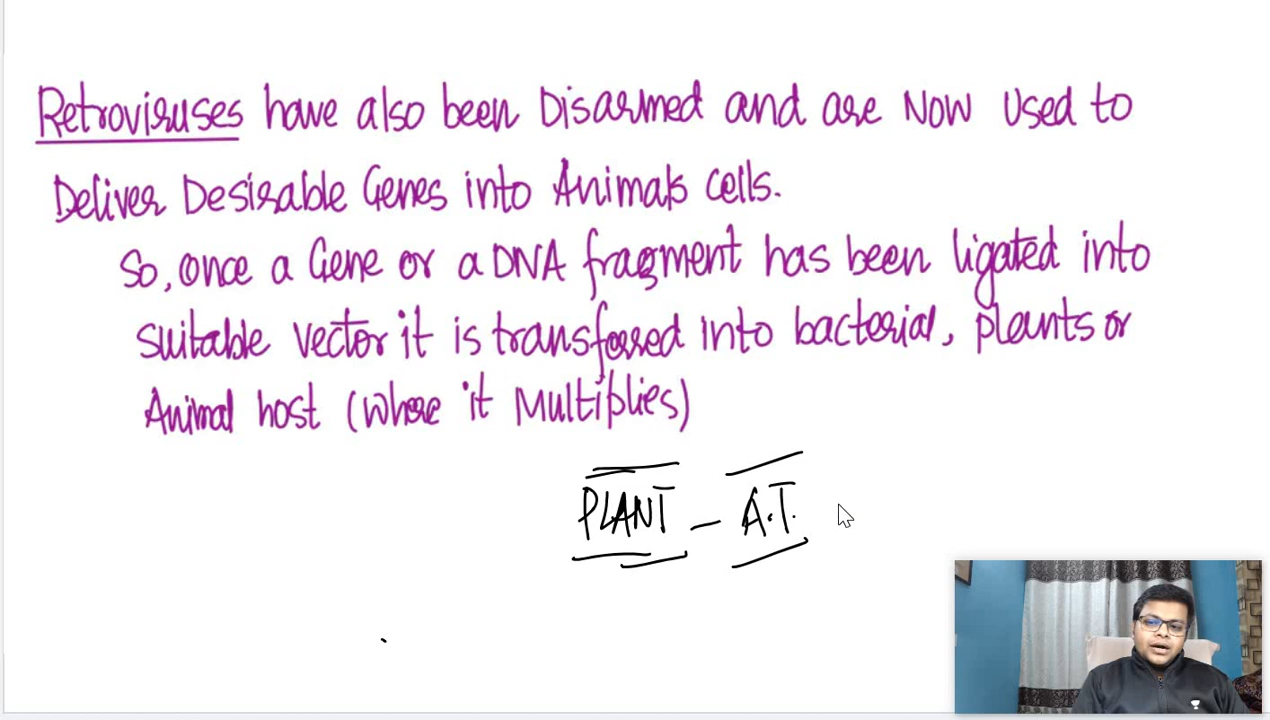 Retroviruses have also been Disarmed and are Now Used to
Deliver Desirable Genes into Animals cells.
So, once a Gene or a DNA fragment has been ligated into
suitable vector it is transferred into bacterial, plants or
Animal host (where it Multiplies)
PLANT - A.T.